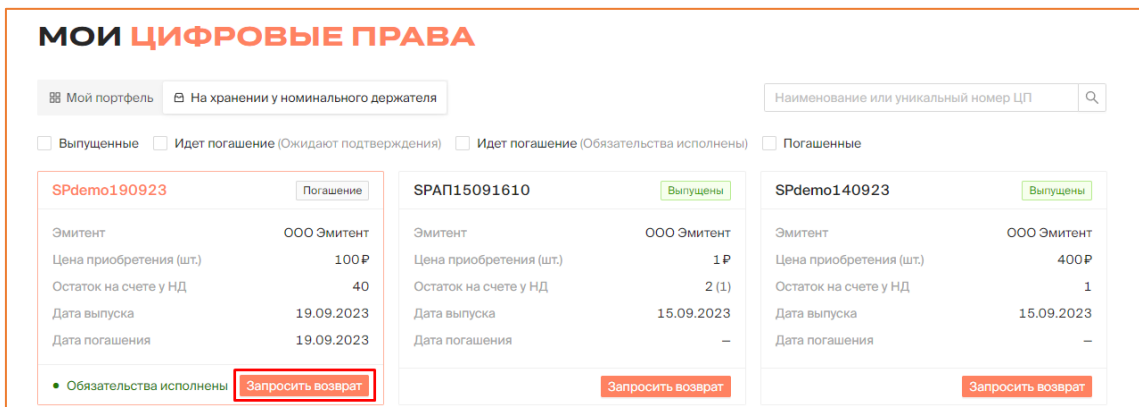 МОИ ЦИФРОВЫЕ ПРАВА
Мой портфель На хранении у номинального держателя Наименование или уникальный номер ЦП
Выпущенные Идет погашение (Ожидают подтверждения) Идет погашение (Обязательства исполнены) Погашенные
SPdemo190923 Погашение SPАП15091610 Выпущены SPdemo140923 Выпущены
Эмитент ООО Эмитент Эмитент ООО Эмитент Эмитент ООО Эмитент
Цена приобретения (шт.) 100 ₽ Цена приобретения (шт.) 1 ₽ Цена приобретения (шт.) 400 ₽
Остаток на счете у НД 40 Остаток на счете у НД 2 (1) Остаток на счете у НД 1
Дата выпуска 19.09.2023 Дата выпуска 15.09.2023 Дата выпуска 15.09.2023
Дата погашения 19.09.2023 Дата погашения – Дата погашения –
• Обязательства исполнены Запросить возврат Запросить возврат Запросить возврат